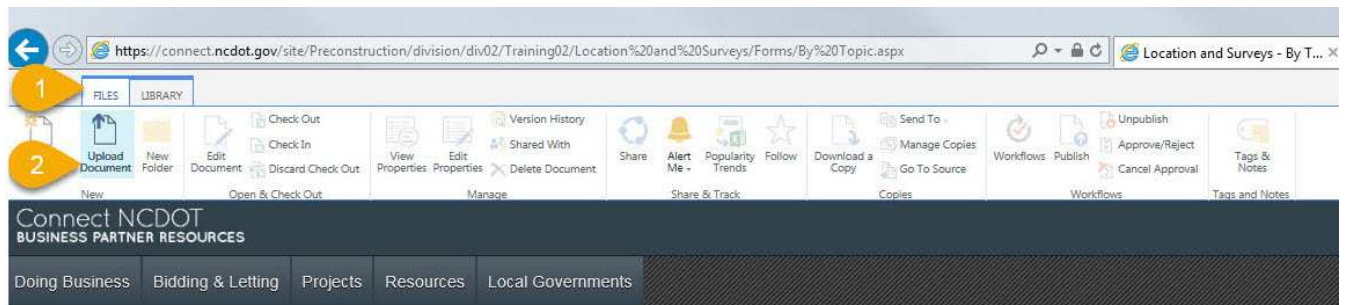 https://connect.ncdot.gov/site/Preconstruction/division/div02/Training02/Location%20and%20Surveys/Forms/By%20Topic.aspx
Location and Surveys - By T...
1
FILES LIBRARY
2
Upload Document
New Folder
New
Edit Document
Check Out
Check In
Discard Check Out
Open & Check Out
View Properties
Edit Properties
Version History
Shared With
Delete Document
Manage
Share
Alert Me
Popularity Trends
Follow
Share & Track
Download a Copy
Send To
Manage Copies
Go To Source
Copies
Workflows
Publish
Unpublish
Approve/Reject
Cancel Approval
Workflows
Tags & Notes
Tags and Notes
Connect NCDOT
BUSINESS PARTNER RESOURCES
Doing Business Bidding & Letting Projects Resources Local Governments